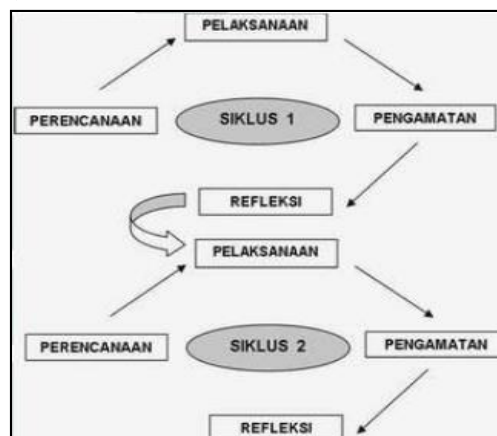 PELAKSANAAN
PERENCANAAN
SIKLUS 1
PENGAMATAN
REFLEKSI
PELAKSANAAN
PERENCANAAN
SIKLUS 2
PENGAMATAN
REFLEKSI